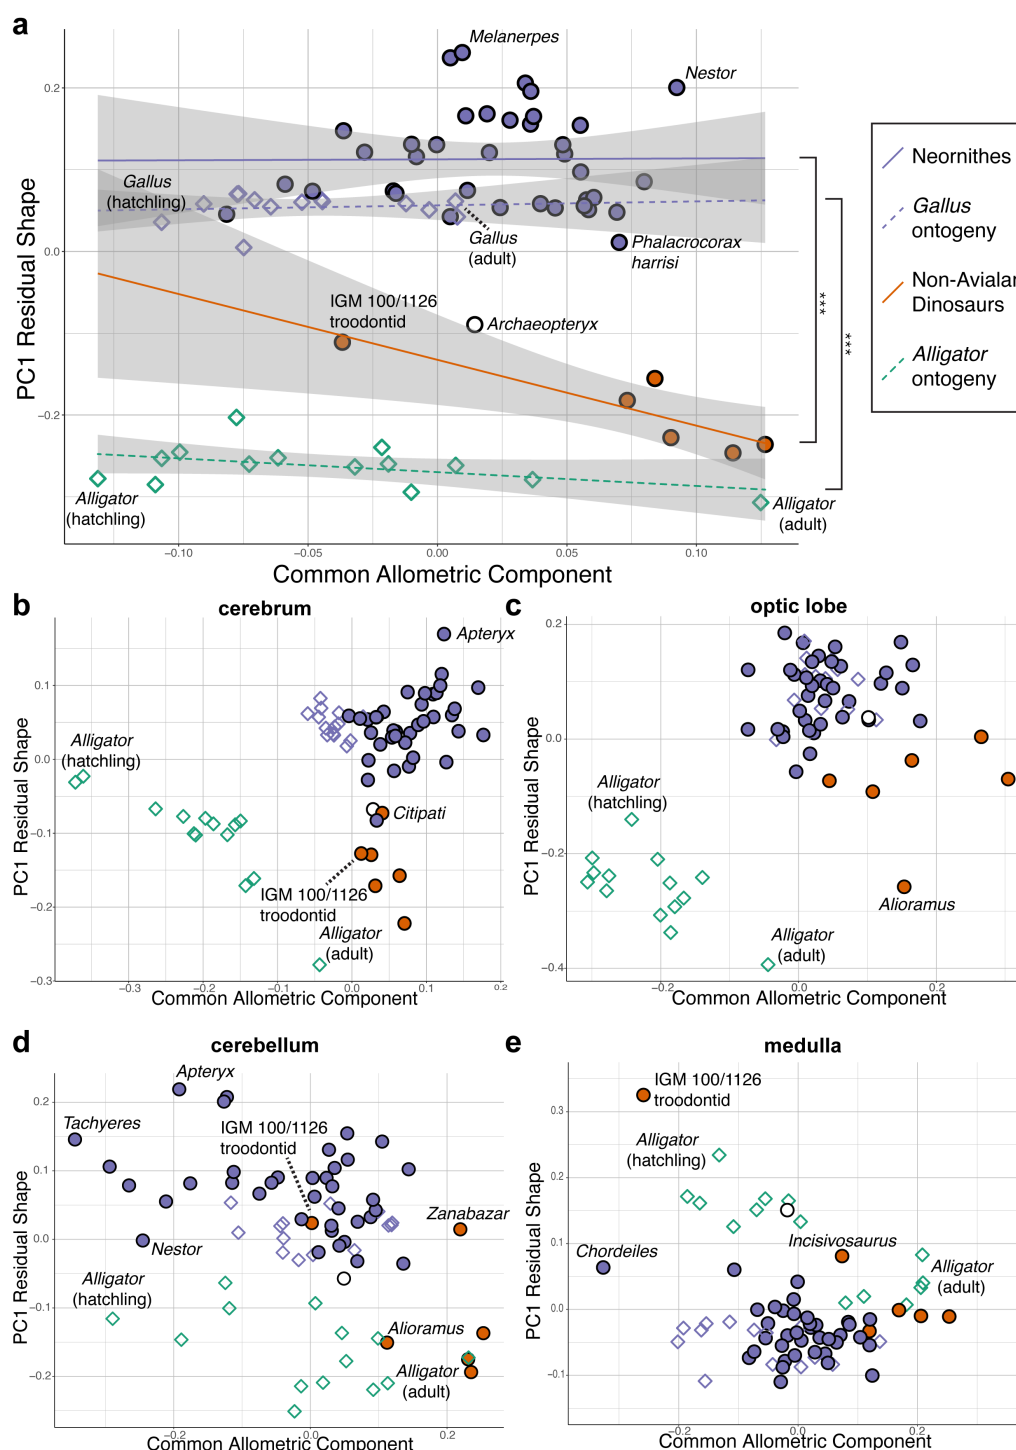 a
Melanerpes
Nestor
Gallus
(hatchling)
Gallus
(adult)
Phalacrocorax
harrisi
IGM 100/1126
troodontid
Archaeopteryx
Alligator
(hatchling)
Alligator
(adult)
0.2
0.0
−0.2
−0.10
−0.05
0.00
0.05
0.10
PC1 Residual Shape
Common Allometric Component
***
***
Neornithes
Gallus
ontogeny
Non-Avialan
Dinosaurs
Alligator
ontogeny
b
cerebrum
Apteryx
Alligator
(hatchling)
Citipati
IGM 100/1126
troodontid
Alligator
(adult)
0.1
0.0
−0.1
−0.2
−0.3
−0.3
−0.2
−0.1
0.0
0.1
0.2
PC1 Residual Shape
Common Allometric Component
c
optic lobe
Alligator
(hatchling)
Alioramus
Alligator
(adult)
0.2
0.0
−0.2
−0.4
−0.2
0.0
0.2
PC1 Residual Shape
Common Allometric Component
d
cerebellum
Apteryx
Tachyeres
IGM 100/1126
troodontid
Zanabazar
Nestor
Alligator
(hatchling)
Alioramus
Alligator
(adult)
0.2
0.1
0.0
−0.1
−0.2
−0.2
0.0
0.2
PC1 Residual Shape
Common Allometric Component
e
medulla
IGM 100/1126
troodontid
Alligator
(hatchling)
Incisivosaurus
Chordeiles
Alligator
(adult)
0.3
0.2
0.1
0.0
−0.1
−0.2
0.0
0.2
PC1 Residual Shape
Common Allometric Component